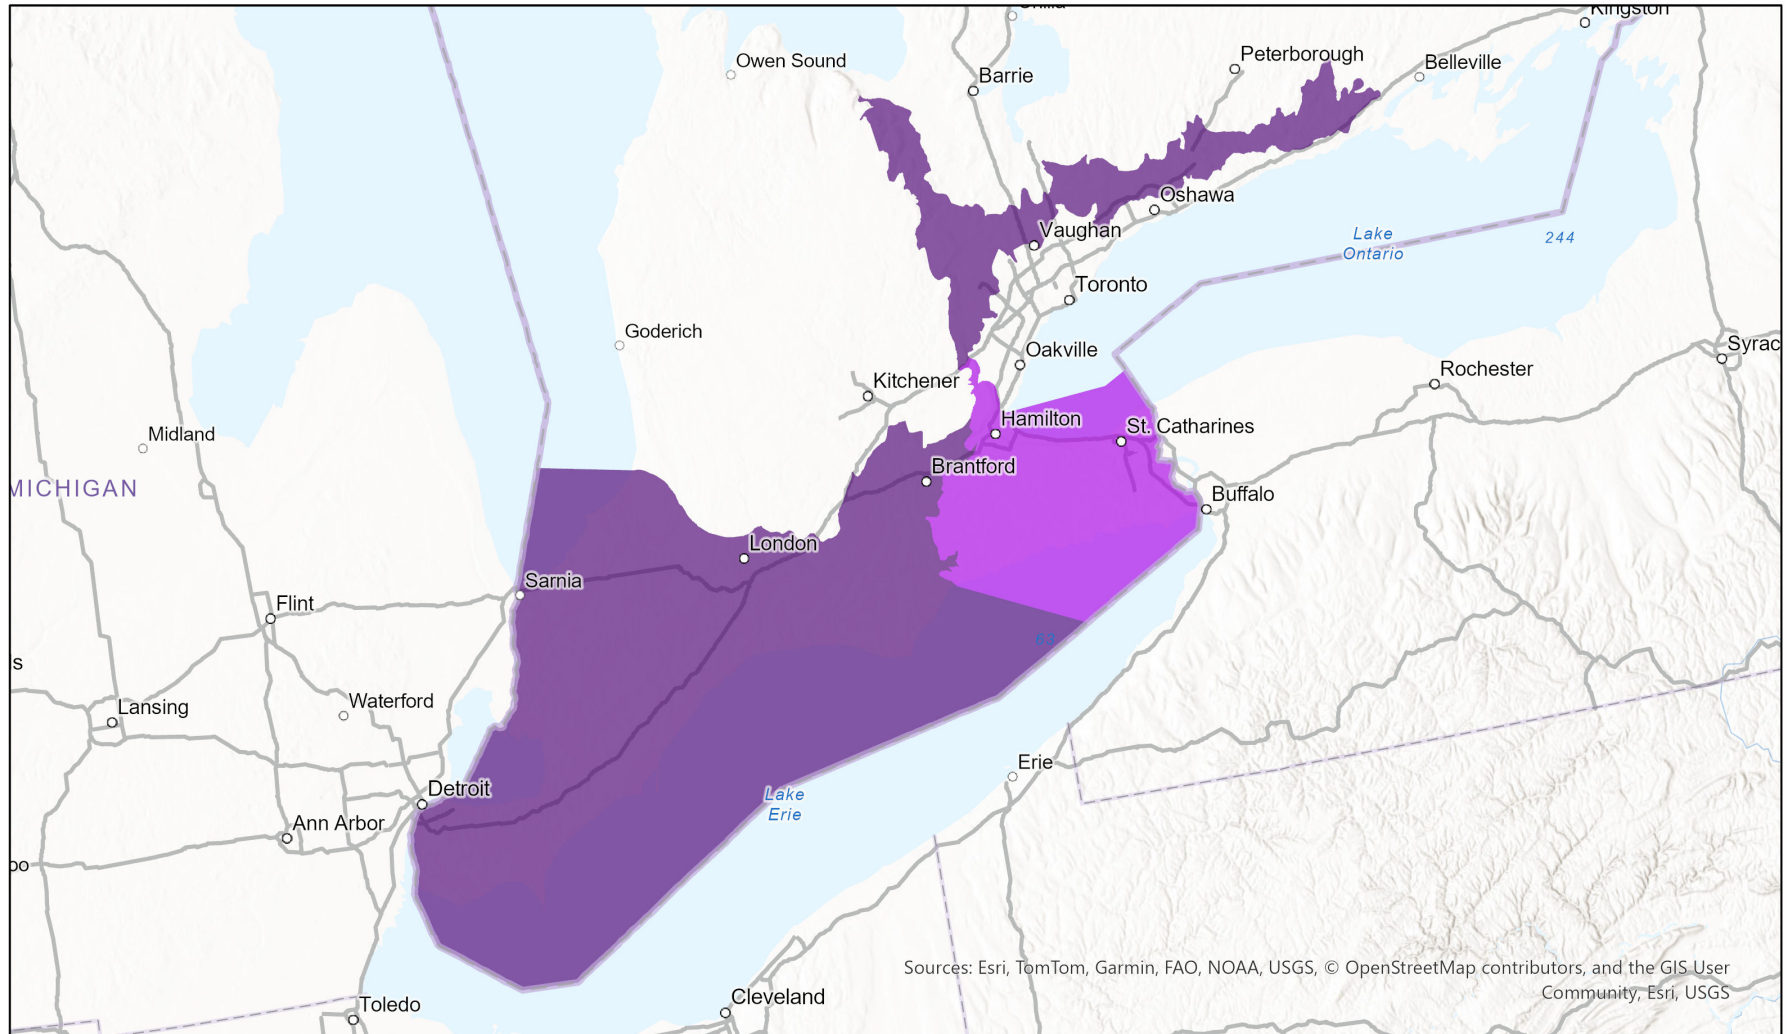 Kingston
Owen Sound
Peterborough
Belleville
Barrie
Oshawa
Vaughan
Lake
Ontario
244
Toronto
Goderich
Oakville
Syrac
Rochester
Kitchener
Hamilton
St. Catharines
Midland
Brantford
MICHIGAN
Buffalo
London
Sarnia
Flint
63
s
Waterford
Lansing
Erie
Detroit
Lake
Erie
Ann Arbor
oo
Sources: Esri, TomTom, Garmin, FAO, NOAA, USGS, © OpenStreetMap contributors, and the GIS User
Community, Esri, USGS
Cleveland
Toledo